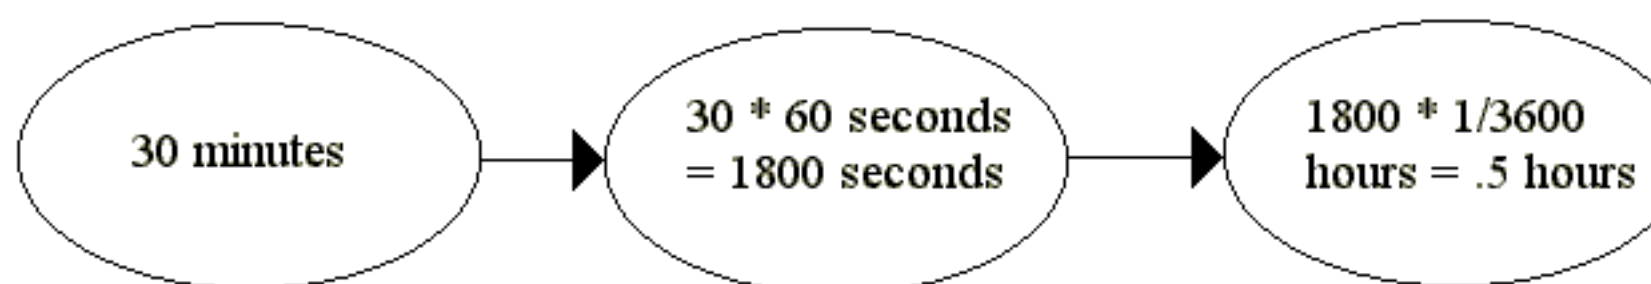 30 minutes
30 * 60 seconds
= 1800 seconds
1800 * 1/3600
hours = .5 hours